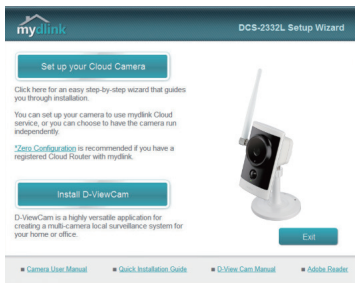 mydlink
DCS-2332L Setup Wizard
Set up your Cloud Camera
Click here for an easy step-by-step wizard that guides
you through installation.
You can set up your camera to use mydlink Cloud
service, or you can choose to have the camera run
independently.
*Zero Configuration is recommended if you have a
registered Cloud Router with mydlink.
Install D-ViewCam
D-ViewCam is a highly versatile application for
creating a multi-camera local surveillance system for
your home or office.
Exit
Camera User Manual
Quick Installation Guide
D-View Cam Manual
Adobe Reader